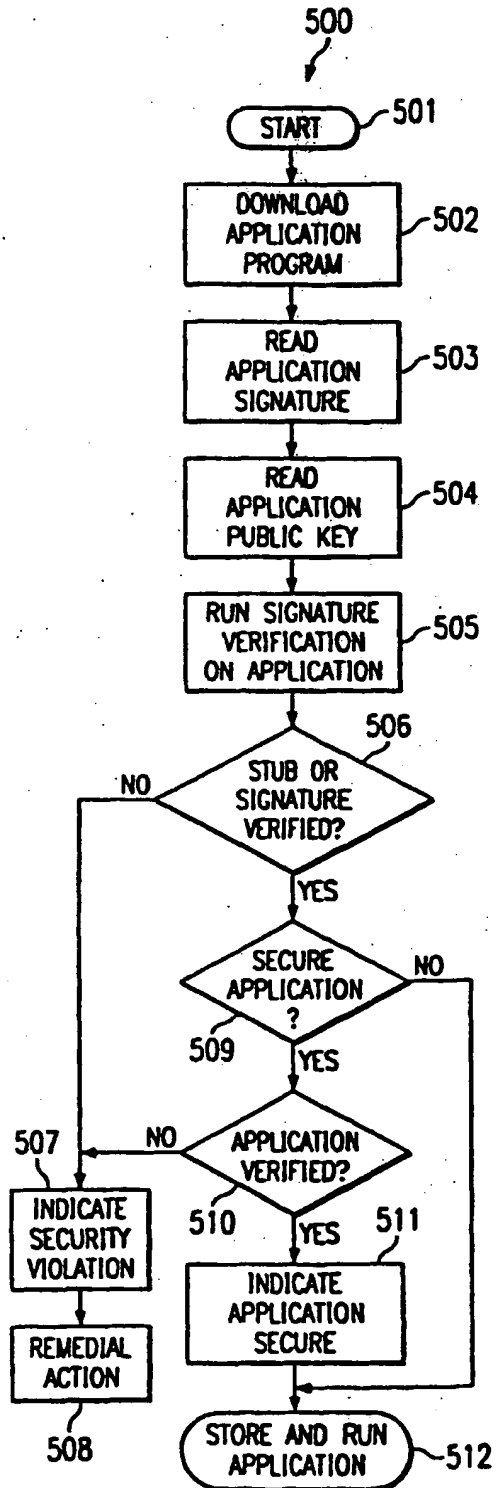 500
START
501
DOWNLOAD
APPLICATION
PROGRAM
502
READ
APPLICATION
SIGNATURE
503
READ
APPLICATION
PUBLIC KEY
504
RUN SIGNATURE
VERIFICATION
ON APPLICATION
505
506
STUB OR
SIGNATURE
VERIFIED?
NO
YES
SECURE
APPLICATION
?
509
NO
YES
APPLICATION
VERIFIED?
510
NO
YES
507
INDICATE
SECURITY
VIOLATION
511
INDICATE
APPLICATION
SECURE
REMEDIAL
ACTION
508
STORE AND RUN
APPLICATION
512